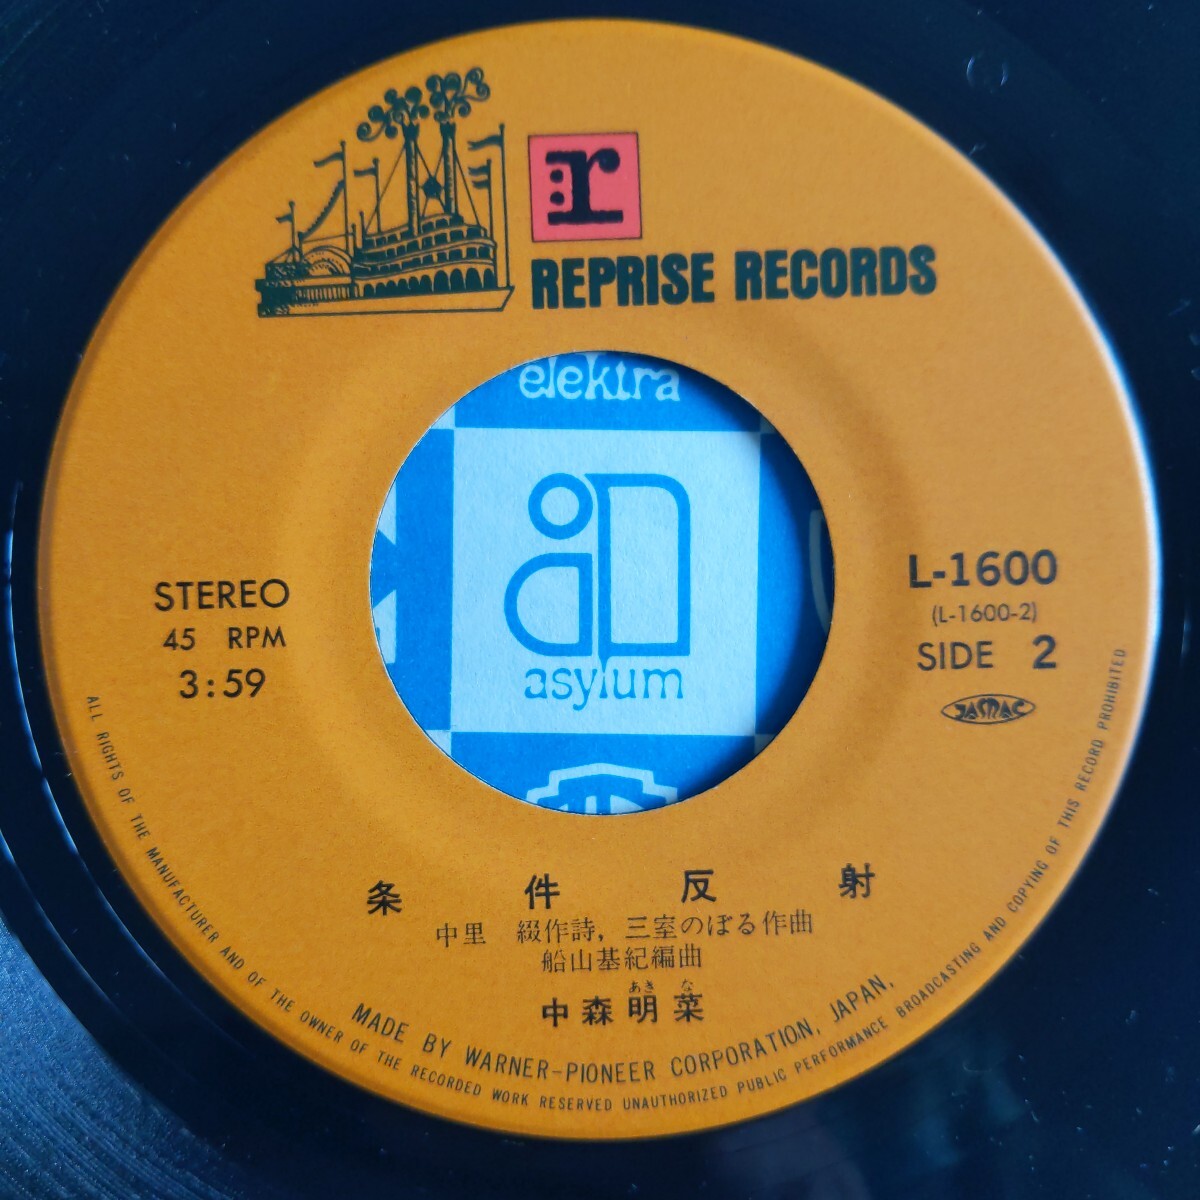 r
REPRISE RECORDS
elektra
a
asylum
STEREO
45 RPM
3:59
L-1600
(L-1600-2)
SIDE 2
JASRAC
条件反射
中里 綴作詩, 三室のぼる作曲
船山基紀編曲
あき な
中森明菜
MADE BY WARNER-PIONEER CORPORATION, JAPAN.
ALL RIGHTS OF THE MANUFACTURER AND OF THE OWNER OF THE RECORDED WORK RESERVED UNAUTHORIZED PUBLIC PERFORMANCE BROADCASTING AND COPYING OF THIS RECORD PROHIBITED